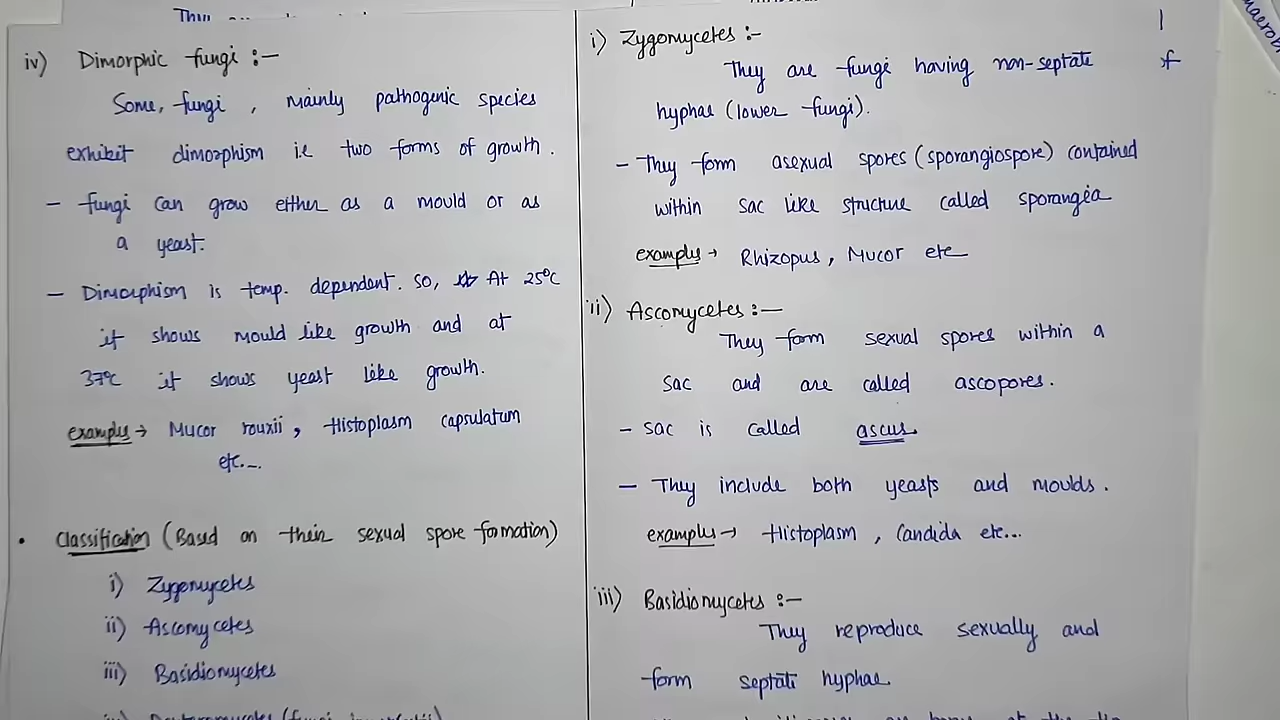 iv) Dimorphic fungi :-
Some, fungi , mainly pathogenic species
exhibit dimorphism i.e two forms of growth.
- fungi can grow either as a mould or as
a yeast.
- Dimorphism is temp. dependent. So, At 25°C
it shows mould like growth and at
37°C it shows yeast like growth.
examples → Mucor rouxii, Histoplasm capsulatum
etc...
• Classification (Based on their sexual spore formation)
i) Zygomycetes
ii) Ascomycetes
iii) Basidiomycetes
i) Zygomycetes :-
They are fungi having non-septate
hyphae (lower fungi).
- They form asexual spores (sporangiospore) contained
within sac like structure called sporangia
examples → Rhizopus, Mucor etc
ii) Ascomycetes :-
They form sexual spores within a
sac and are called ascopores.
- sac is called ascus
- They include both yeasts and moulds.
examples → Histoplasm, Candida etc...
iii) Basidiomycetes :-
They reproduce sexually and
form septate hyphae.